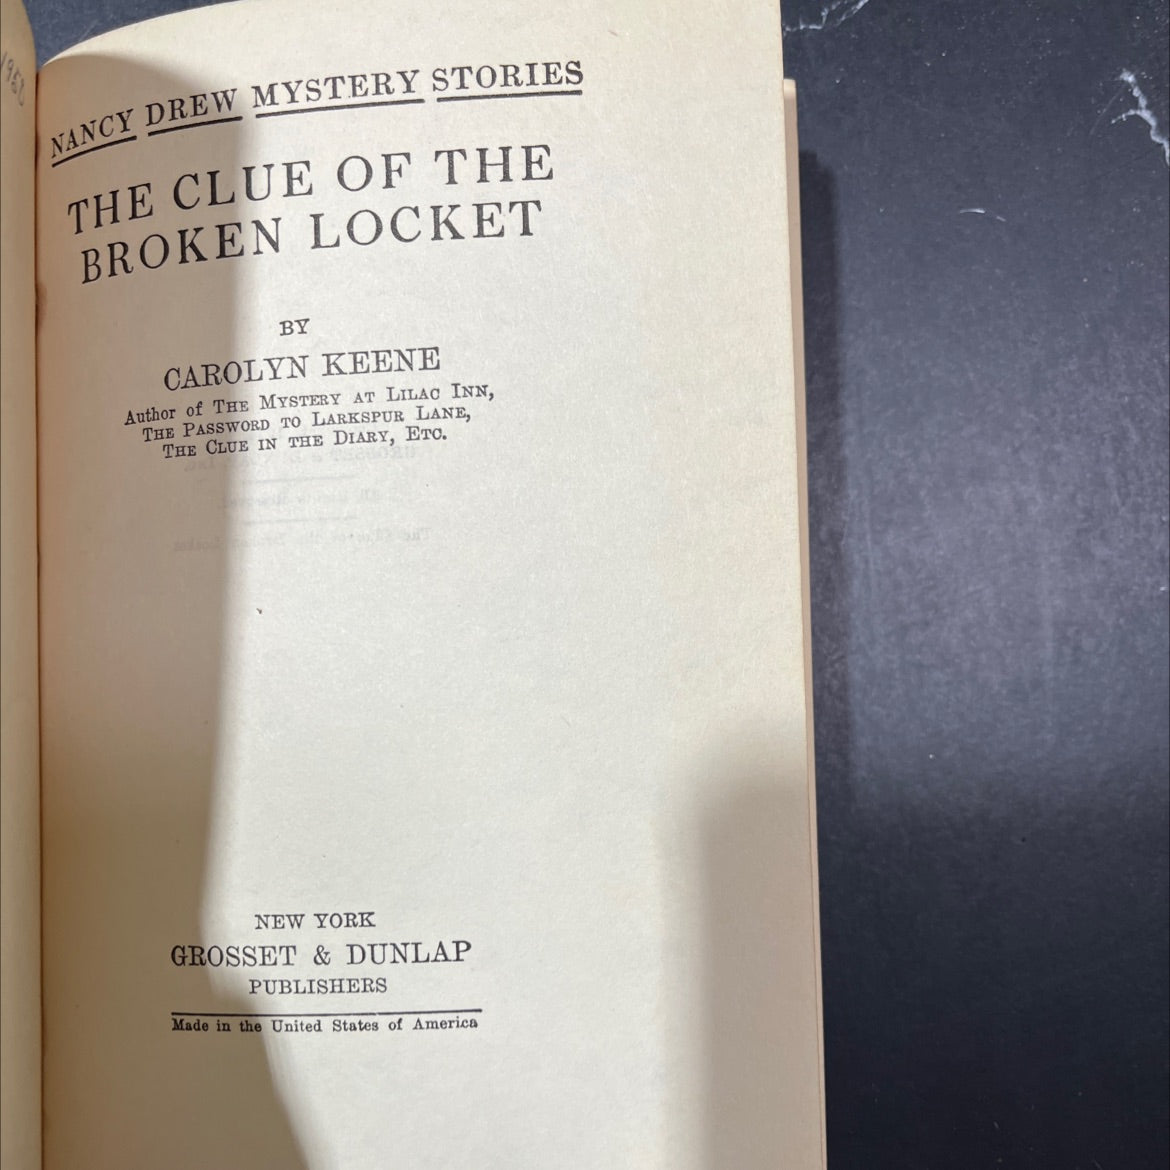 1950
NANCY DREW MYSTERY STORIES
THE CLUE OF THE
BROKEN LOCKET
BY
CAROLYN KEENE
Author of THE MYSTERY AT LILAC INN,
THE PASSWORD TO LARKSPUR LANE,
THE CLUE IN THE DIARY, ETC.
NEW YORK
GROSSET & DUNLAP
PUBLISHERS
Made in the United States of America